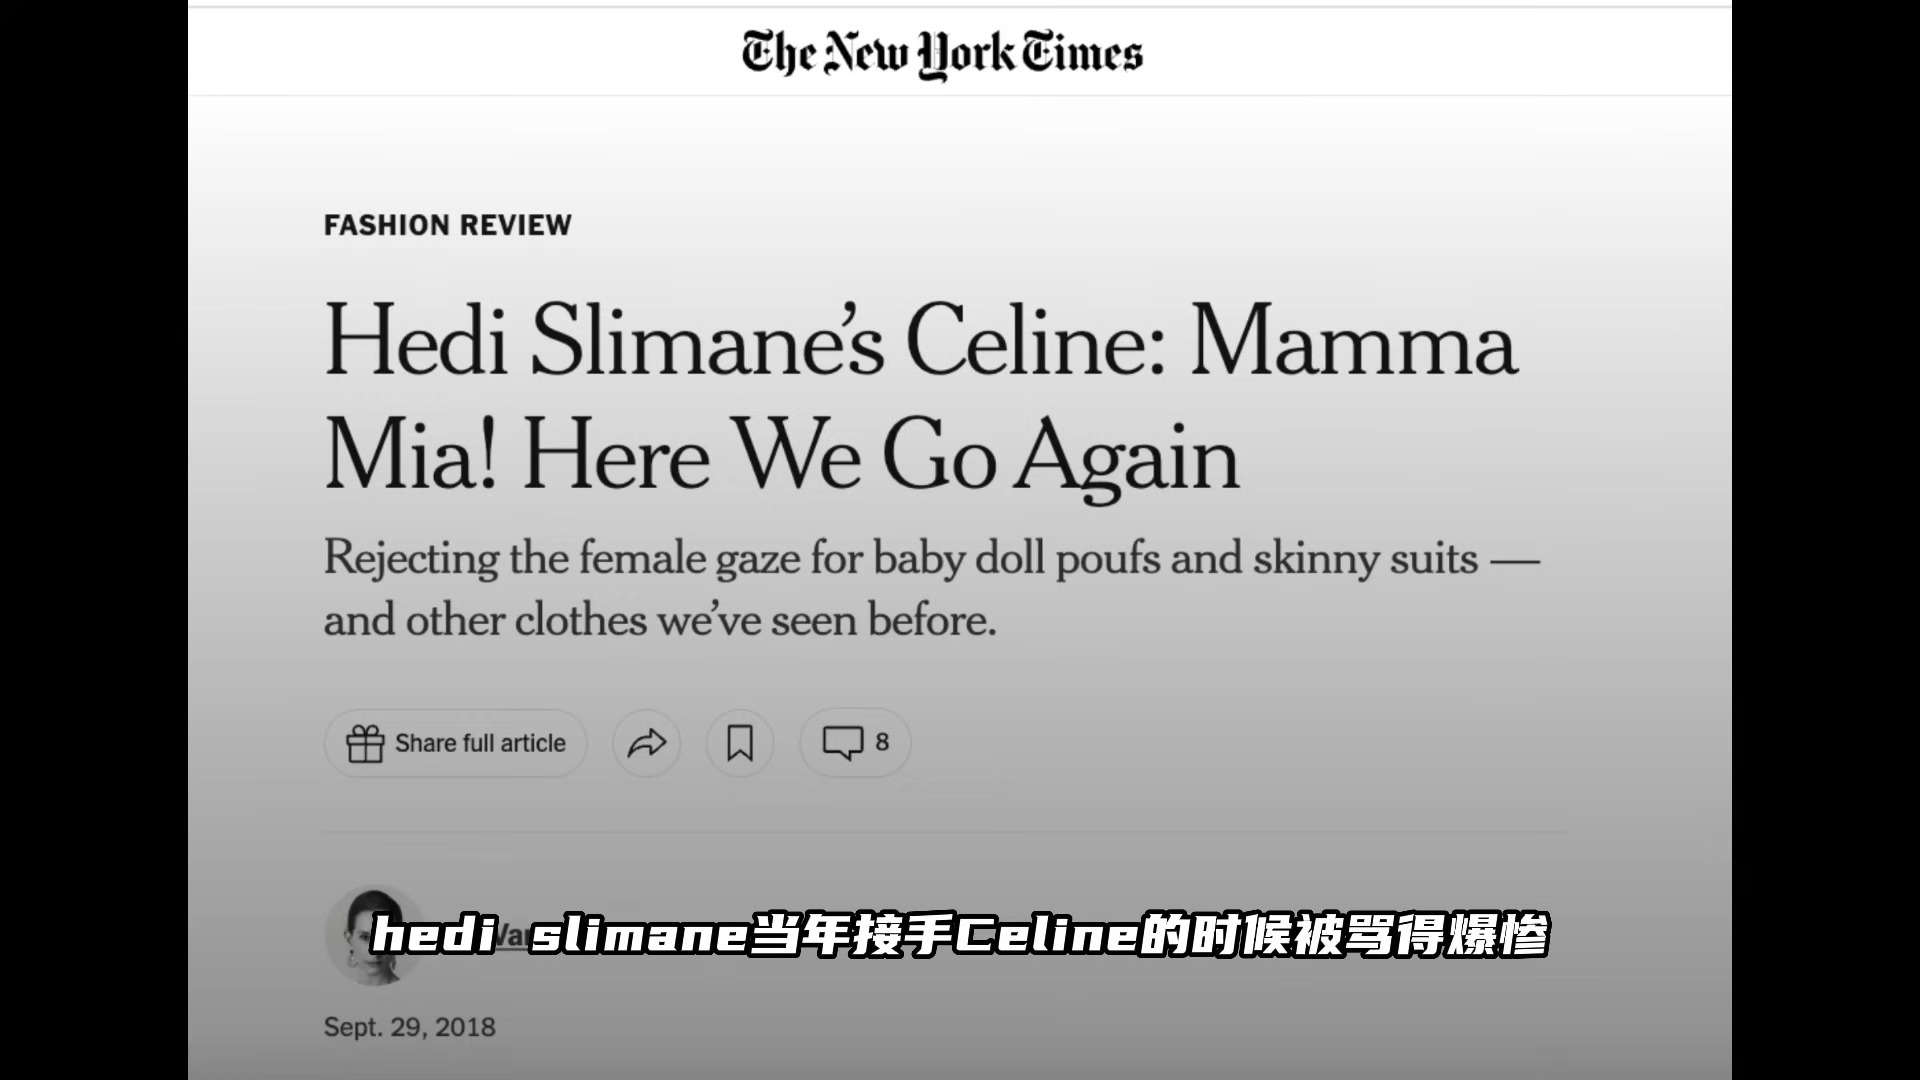 The New York Times
FASHION REVIEW
Hedi Slimane’s Celine: Mamma
Mia! Here We Go Again
Rejecting the female gaze for baby doll poufs and skinny suits —
and other clothes we’ve seen before.
Share full article
8
hedi slimane当年接手Celine的时候被骂得爆惨
Sept. 29, 2018